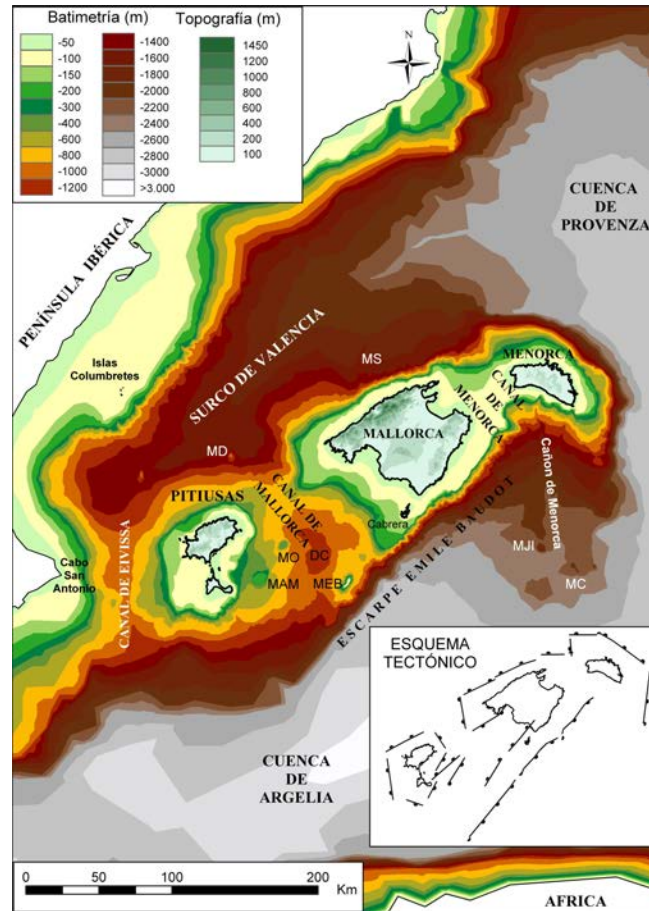 Batimetría (m)
Topografía (m)
-50
-100
-150
-200
-300
-400
-600
-800
-1000
-1200
-1400
-1600
-1800
-2000
-2200
-2400
-2600
-2800
-3000
>3.000
1450
1200
1000
800
600
400
200
100
N
CUENCA
DE
PROVENZA
PENÍNSULA IBÉRICA
Islas
Columbretes
SURCO DE VALENCIA
MS
MENORCA
CANAL
DE
MENORCA
MALLORCA
MD
PITIUSAS
CANAL DE
MALLORCA
Cabrera
Cañon de Menorca
Cabo
San
Antonio
CANAL DE EIVISSA
MO
DC
MAM
MEB
ESCARPE EMILE BAUDOT
MJI
MC
ESQUEMA
TECTÓNICO
CUENCA
DE
ARGELIA
0
50
100
200
Km
AFRICA